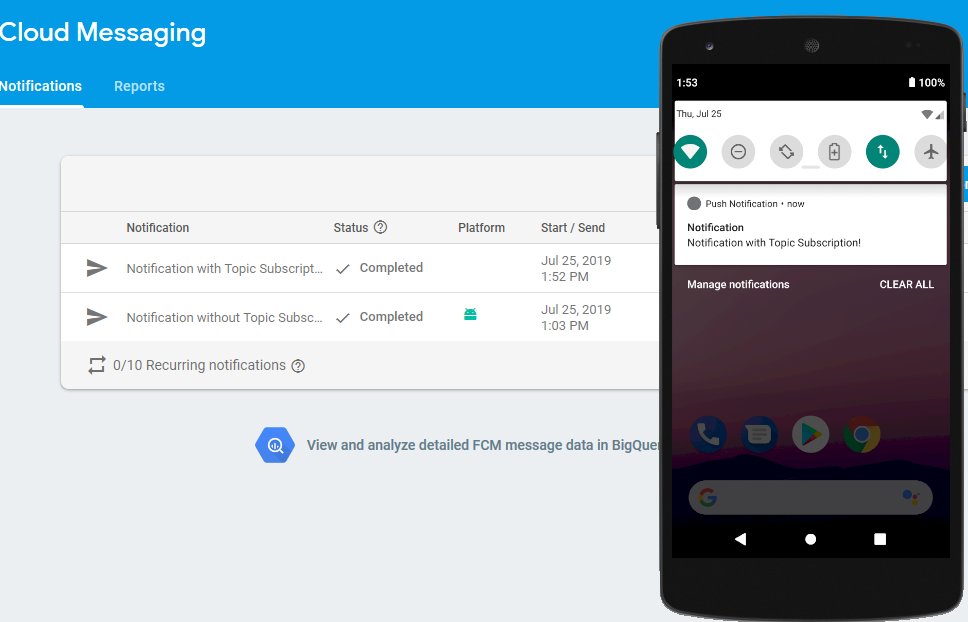 Cloud Messaging
Notifications Reports
Notification Status Platform Start / Send
Notification with Topic Subscript... Completed Jul 25, 2019
1:52 PM
Notification without Topic Subsc... Completed Jul 25, 2019
1:03 PM
0/10 Recurring notifications
View and analyze detailed FCM message data in BigQuer
1:53 100%
Thu, Jul 25
Push Notification • now
Notification
Notification with Topic Subscription!
Manage notifications CLEAR ALL